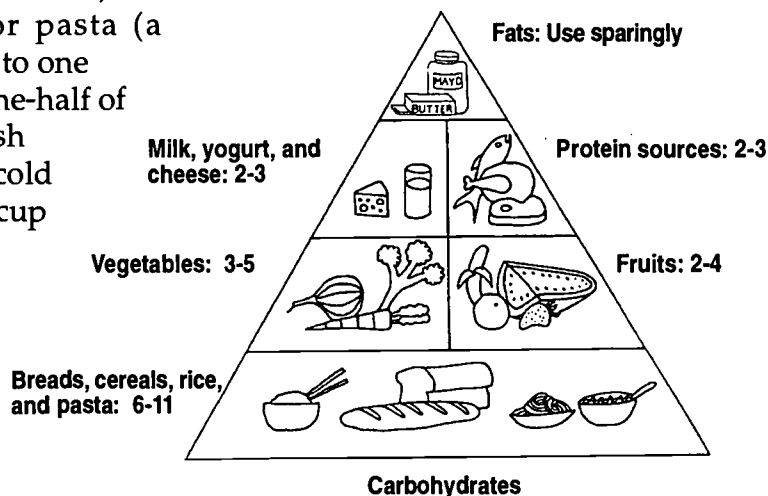 or pasta (a
to one
ne-half of
sh
cold
cup
Fats: Use sparingly
MAYO
BUTTER
Milk, yogurt, and
cheese: 2-3
Protein sources: 2-3
Vegetables: 3-5
Fruits: 2-4
Breads, cereals, rice,
and pasta: 6-11
Carbohydrates